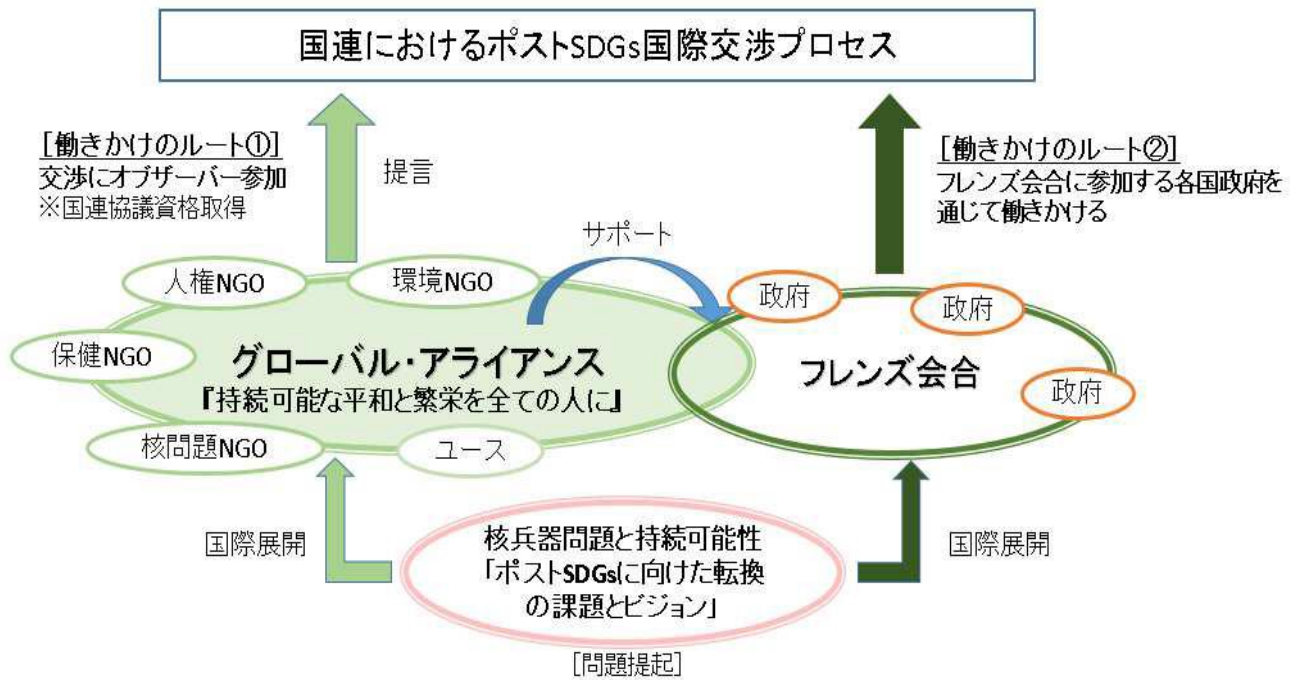 国連におけるポストSDGs国際交渉プロセス
[働きかけのルート①]
交渉にオブザーバー参加
※国連協議資格取得
提言
[働きかけのルート②]
フレンズ会合に参加する各国政府を
通じて働きかける
サポート
人権NGO
環境NGO
保健NGO
核問題NGO
ユース
グローバル・アライアンス
『持続可能な平和と繁栄を全ての人に』
政府
政府
政府
フレンズ会合
国際展開
国際展開
核兵器問題と持続可能性
「ポストSDGsに向けた転換
の課題とビジョン」
[問題提起]